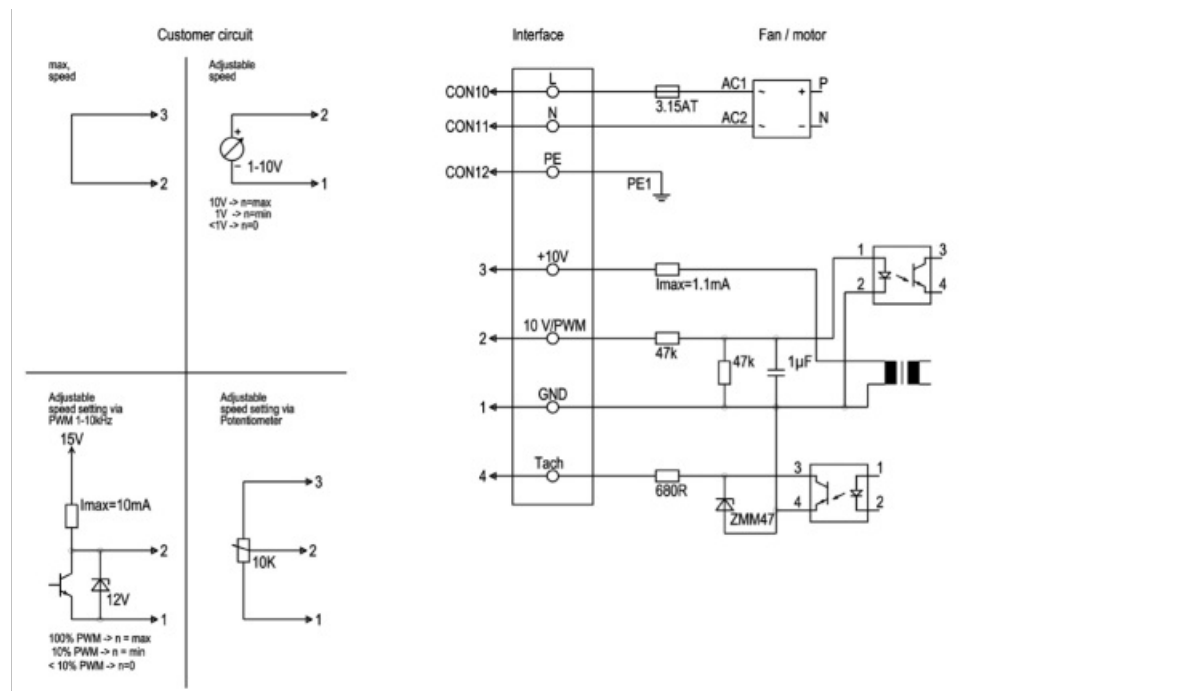 Customer circuit
Interface
Fan / motor
max,
speed
3
2
Adjustable
speed
2
+
- 1-10V
1
10V -> n=max
1V -> n=min
<1V -> n=0
Adjustable
speed setting via
PWM 1-10kHz
15V
Imax=10mA
2
12V
1
100% PWM -> n = max
10% PWM -> n = min
< 10% PWM -> n=0
Adjustable
speed setting via
Potentiometer
3
2
10K
1
CON10
L
3.15AT
AC1
~
+
P
CON11
N
AC2
~
-
N
CON12
PE
PE1
3
+10V
Imax=1.1mA
1
2
3
4
2
10 V/PWM
47k
47k
1µF
1
GND
4
Tach
680R
ZMM47
3
4
1
2